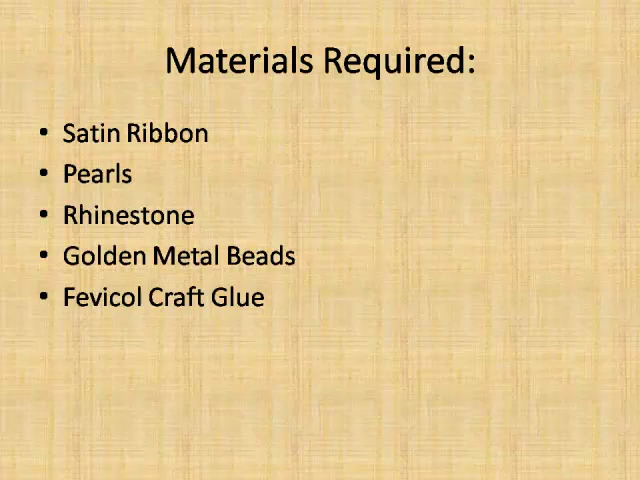 Materials Required:
• Satin Ribbon
• Pearls
• Rhinestone
• Golden Metal Beads
• Fevicol Craft Glue